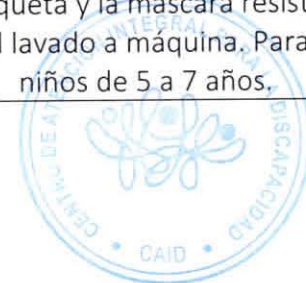 queta y la máscara resist
l lavado a máquina. Para
niños de 5 a 7 años.
CENTRO DE ATENCIÓN INTEGRAL PARA LA DISCAPACIDAD
CAID